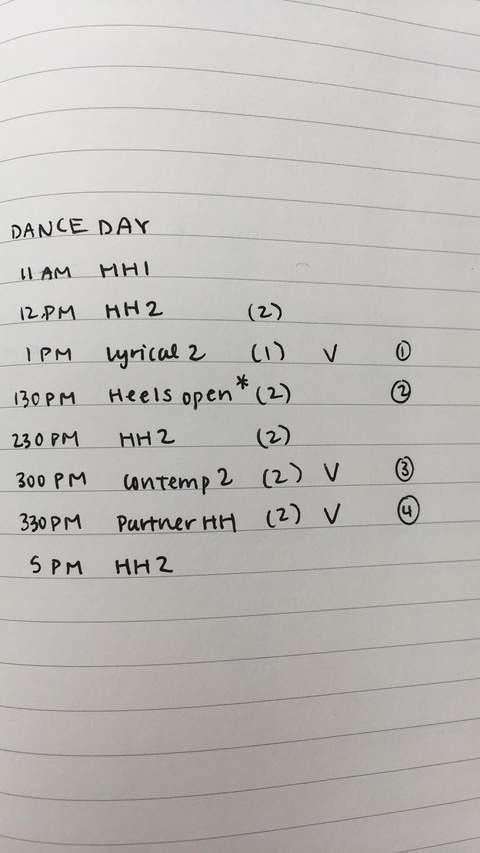 DANCE DAY
11 AM HH1
12.PM HH2 (2)
1 PM Lyrical 2 (1) V ①
130 PM Heels open * (2) ②
230 PM HH2 (2)
300 PM Contemp 2 (2) V ③
330 PM Partner HH (2) V ④
5 PM HH2